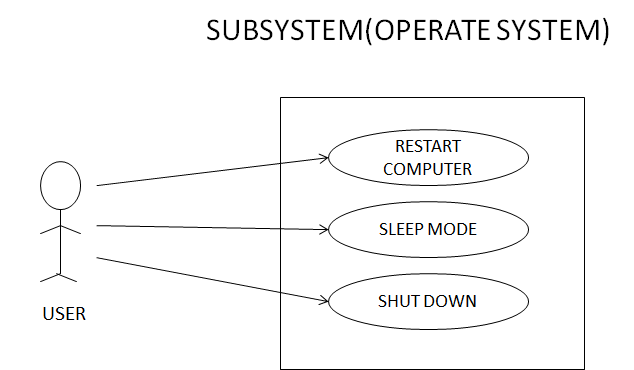 SUBSYSTEM(OPERATE SYSTEM)
RESTART
COMPUTER
SLEEP MODE
SHUT DOWN
USER